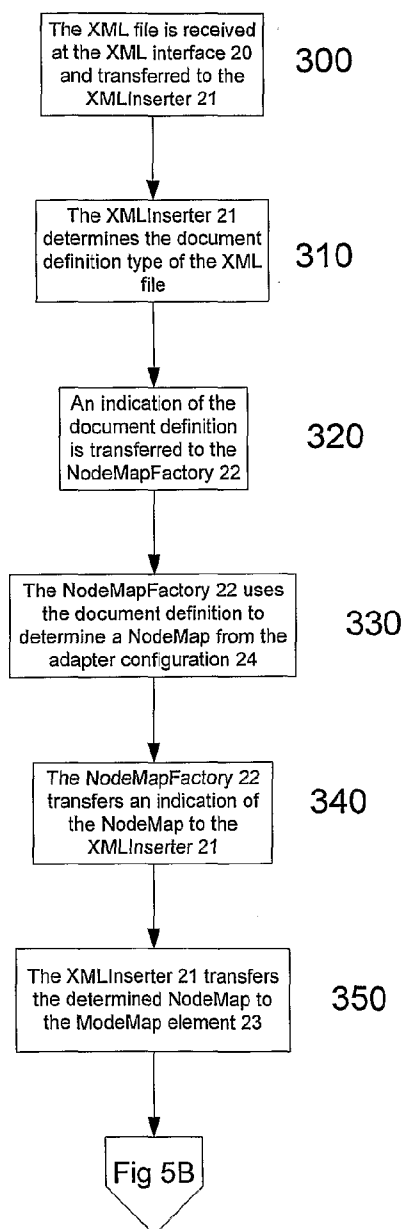 The XML file is received
at the XML interface 20
and transferred to the
XMLInserter 21
300
The XMLInserter 21
determines the document
definition type of the XML
file
310
An indication of the
document definition
is transferred to the
NodeMapFactory 22
320
The NodeMapFactory 22 uses
the document definition to
determine a NodeMap from the
adapter configuration 24
330
The NodeMapFactory 22
transfers an indication of
the NodeMap to the
XMLInserter 21
340
The XMLInserter 21 transfers
the determined NodeMap to
the ModeMap element 23
350
Fig 5B